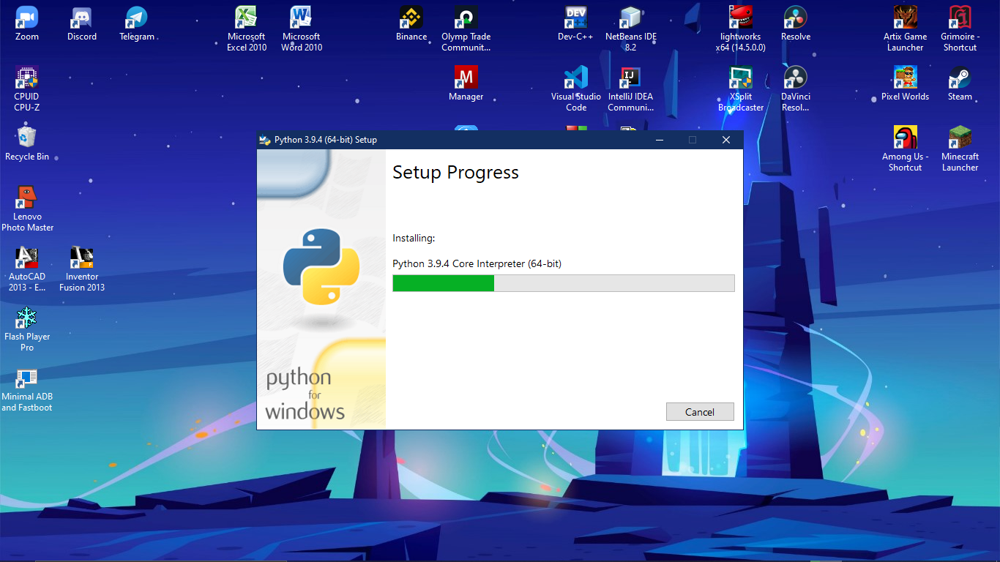 Zoom
Discord
Telegram
Microsoft
Excel 2010
Microsoft
Word 2010
Binance
Olymp Trade
Communit...
DEV
Dev-C++
NetBeans IDE
8.2
lightworks
x64 (14.5.0.0)
Resolve
Artix Game
Launcher
Grimoire -
Shortcut
CPUID
CPU-Z
M
Manager
Visual Studio
Code
IJ
IntelliJ IDEA
Communi...
XSplit
Broadcaster
DaVinci
Resol...
Pixel Worlds
Steam
Recycle Bin
Python 3.9.4 (64-bit) Setup
Among Us -
Shortcut
Minecraft
Launcher
Setup Progress
Lenovo
Photo Master
Installing:
Python 3.9.4 Core Interpreter (64-bit)
AutoCAD
2013 - E...
Inventor
Fusion 2013
Flash Player
Pro
python
for
windows
Minimal ADB
and Fastboot
Cancel